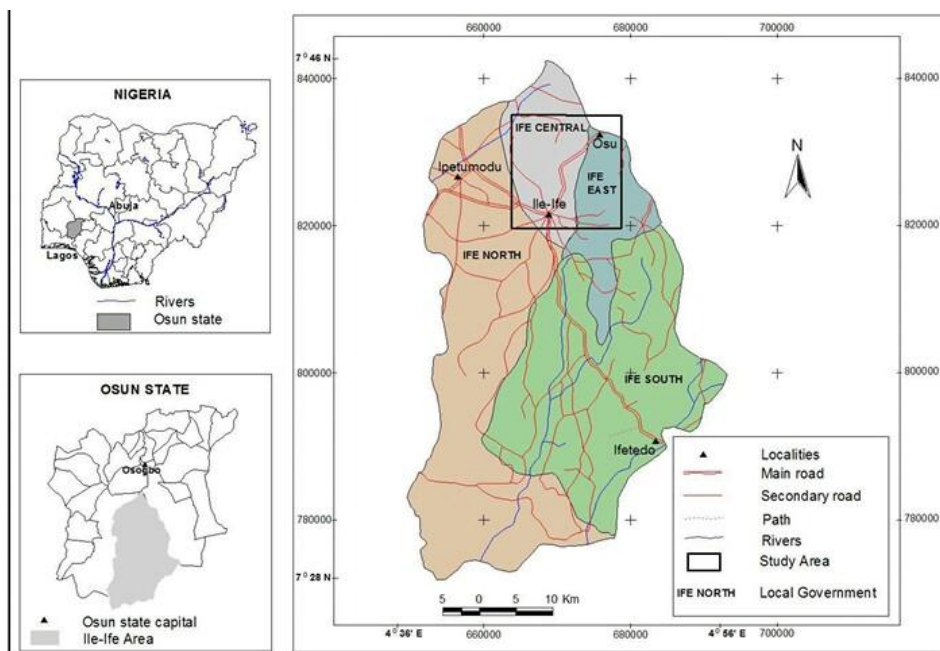 NIGERIA
Abuja
Lagos
Rivers
Osun state
OSUN STATE
Osogbo
Osun state capital
Ile-Ife Area
660000
680000
700000
7° 46 N
840000
840000
IFE CENTRAL
Osu
Ipetumodu
IFE
EAST
N
Ile-Ife
820000
820000
IFE NORTH
800000
800000
IFE SOUTH
Ifetedo
780000
780000
7° 28 N
5 0 5 10 Km
4° 36' E
660000
680000
4° 56' E
700000
Localities
Main road
Secondary road
Path
Rivers
Study Area
IFE NORTH Local Government